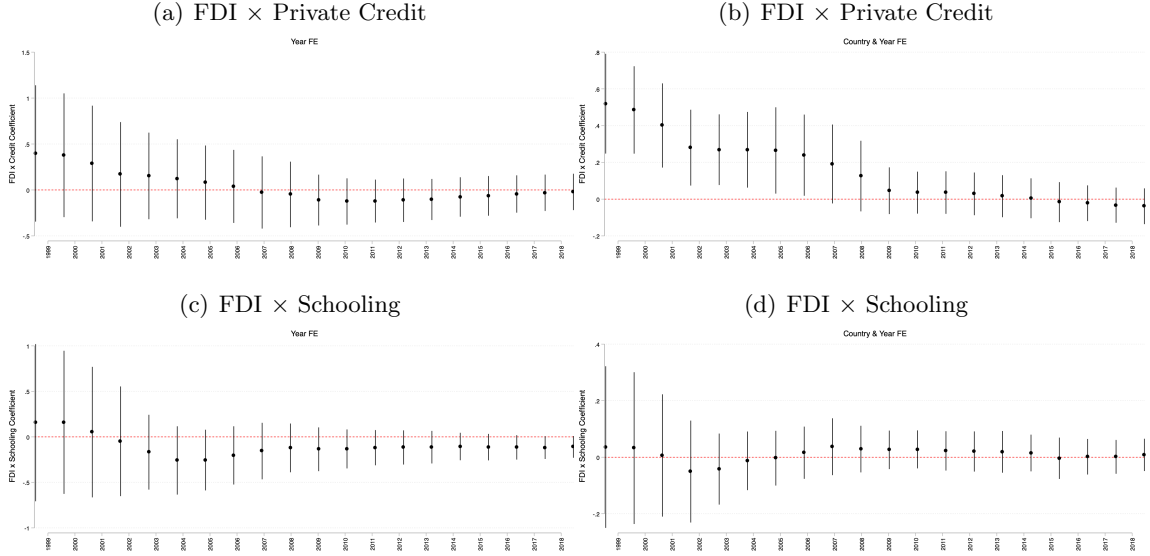 (a) FDI × Private Credit
Year FE
FDI x Credit Coefficient
1.5
1
.5
0
-.5
1999 2000 2001 2002 2003 2004 2005 2006 2007 2008 2009 2010 2011 2012 2013 2014 2015 2016 2017 2018
(b) FDI × Private Credit
Country & Year FE
FDI x Credit Coefficient
.8
.6
.4
.2
0
-.2
1999 2000 2001 2002 2003 2004 2005 2006 2007 2008 2009 2010 2011 2012 2013 2014 2015 2016 2017 2018
(c) FDI × Schooling
Year FE
FDI x Schooling Coefficient
1
.5
0
-.5
-1
1999 2000 2001 2002 2003 2004 2005 2006 2007 2008 2009 2010 2011 2012 2013 2014 2015 2016 2017 2018
(d) FDI × Schooling
Country & Year FE
FDI x Schooling Coefficient
.4
.2
0
-.2
1999 2000 2001 2002 2003 2004 2005 2006 2007 2008 2009 2010 2011 2012 2013 2014 2015 2016 2017 2018